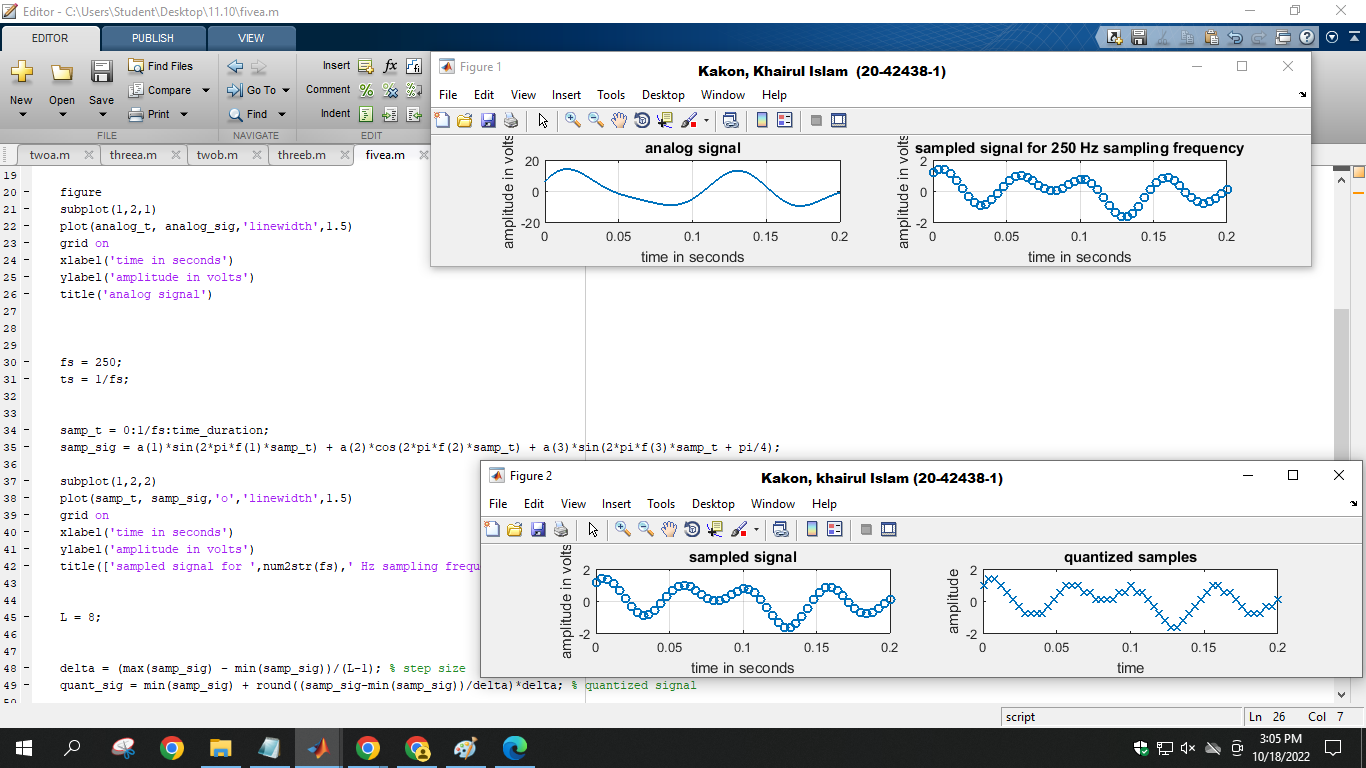 Editor - C:\Users\Student\Desktop\11.10\fivea.m
EDITOR PUBLISH VIEW
New Open Save Find Files Compare Print
FILE
Go To Find
NAVIGATE
Insert fx
Comment
Indent
EDIT
twoa.m threea.m twob.m threeb.m fivea.m
Figure 1
Kakon, Khairul Islam (20-42438-1)
File Edit View Insert Tools Desktop Window Help
analog signal
amplitude in volts
20
0
-20
0 0.05 0.1 0.15 0.2
time in seconds
sampled signal for 250 Hz sampling frequency
amplitude in volts
2
0
-2
0 0.05 0.1 0.15 0.2
time in seconds
19
20 - figure
21 - subplot(1,2,1)
22 - plot(analog_t, analog_sig,'linewidth',1.5)
23 - grid on
24 - xlabel('time in seconds')
25 - ylabel('amplitude in volts')
26 - title('analog signal')
27
28
29
30 - fs = 250;
31 - ts = 1/fs;
32
33
34 - samp_t = 0:1/fs:time_duration;
35 - samp_sig = a(1)*sin(2*pi*f(1)*samp_t) + a(2)*cos(2*pi*f(2)*samp_t) + a(3)*sin(2*pi*f(3)*samp_t + pi/4);
36
37 - subplot(1,2,2)
38 - plot(samp_t, samp_sig,'o','linewidth',1.5)
39 - grid on
40 - xlabel('time in seconds')
41 - ylabel('amplitude in volts')
42 - title(['sampled signal for ',num2str(fs),' Hz sampling frequ
43
44
45 - L = 8;
46
47
48 - delta = (max(samp_sig) - min(samp_sig))/(L-1); % step size
49 - quant_sig = min(samp_sig) + round((samp_sig-min(samp_sig))/delta)*delta; % quantized signal
50
Figure 2
Kakon, khairul Islam (20-42438-1)
File Edit View Insert Tools Desktop Window Help
sampled signal
amplitude in volts
2
0
-2
0 0.05 0.1 0.15 0.2
time in seconds
quantized samples
amplitude
2
0
-2
0 0.05 0.1 0.15 0.2
time
script Ln 26 Col 7
3:05 PM
10/18/2022